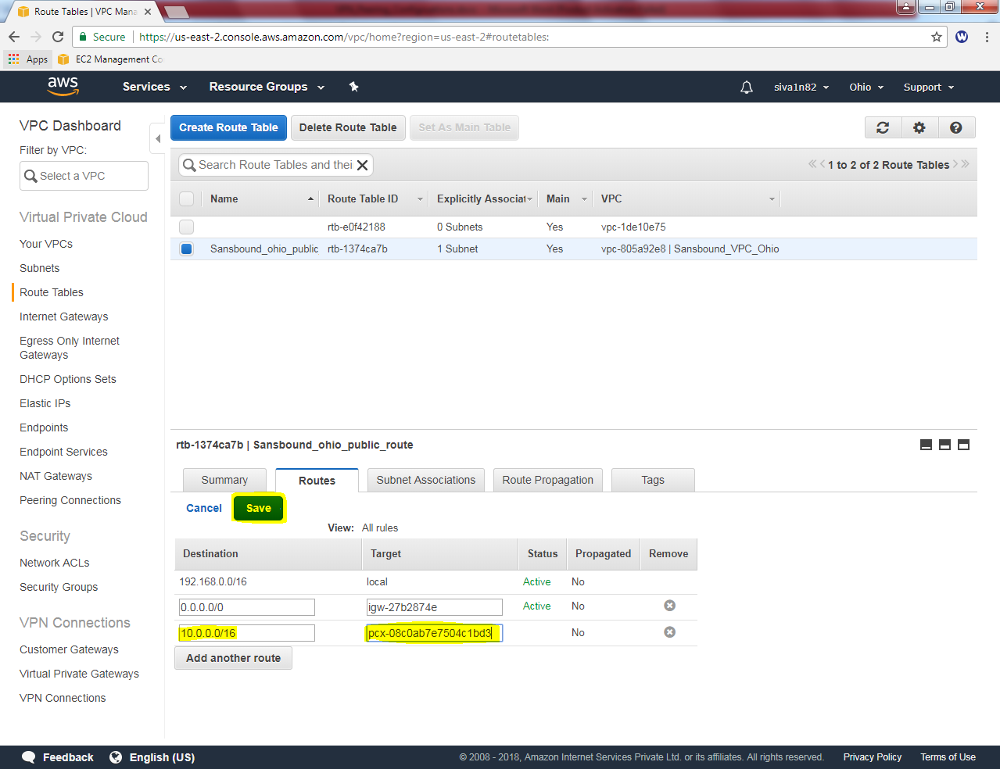 Route Tables | VPC Mana
Secure https://us-east-2.console.aws.amazon.com/vpc/home?region=us-east-2#routetables:
Apps EC2 Management Co
aws Services Resource Groups siva1n82 Ohio Support
VPC Dashboard
Filter by VPC:
Select a VPC
Virtual Private Cloud
Your VPCs
Subnets
Route Tables
Internet Gateways
Egress Only Internet
Gateways
DHCP Options Sets
Elastic IPs
Endpoints
Endpoint Services
NAT Gateways
Peering Connections
Security
Network ACLs
Security Groups
VPN Connections
Customer Gateways
Virtual Private Gateways
VPN Connections
Create Route Table Delete Route Table Set As Main Table
Search Route Tables and thei 1 to 2 of 2 Route Tables
Name Route Table ID Explicitly Associat Main VPC
rtb-e0f42188 0 Subnets Yes vpc-1de10e75
Sansbound_ohio_public rtb-1374ca7b 1 Subnet Yes vpc-805a92e8 | Sansbound_VPC_Ohio
rtb-1374ca7b | Sansbound_ohio_public_route
Summary Routes Subnet Associations Route Propagation Tags
Cancel Save
View: All rules
Destination Target Status Propagated Remove
192.168.0.0/16 local Active No
0.0.0.0/0 igw-27b2874e Active No
10.0.0.0/16 pcx-08c0ab7e7504c1bd3 No
Add another route
Feedback English (US) © 2008 - 2018, Amazon Internet Services Private Ltd. or its affiliates. All rights reserved. Privacy Policy Terms of Use